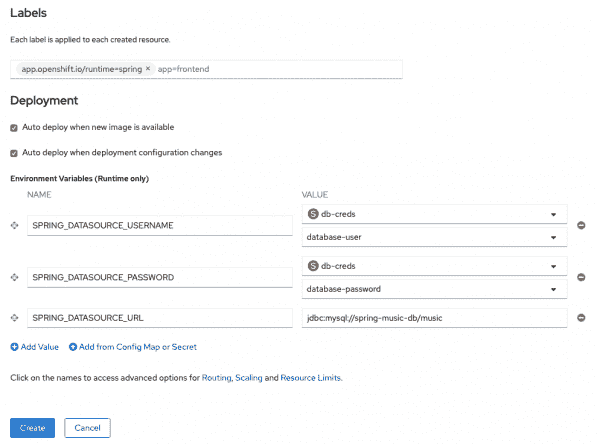 Labels
Each label is applied to each created resource.
app.openshift.io/runtime=spring × app=frontend
Deployment
Auto deploy when new image is available
Auto deploy when deployment configuration changes
Environment Variables (Runtime only)
NAME VALUE
SPRING_DATASOURCE_USERNAME
S db-creds
database-user
SPRING_DATASOURCE_PASSWORD
S db-creds
database-password
SPRING_DATASOURCE_URL jdbc:mysql://spring-music-db/music
Add Value Add from Config Map or Secret
Click on the names to access advanced options for Routing, Scaling and Resource Limits.
Create Cancel